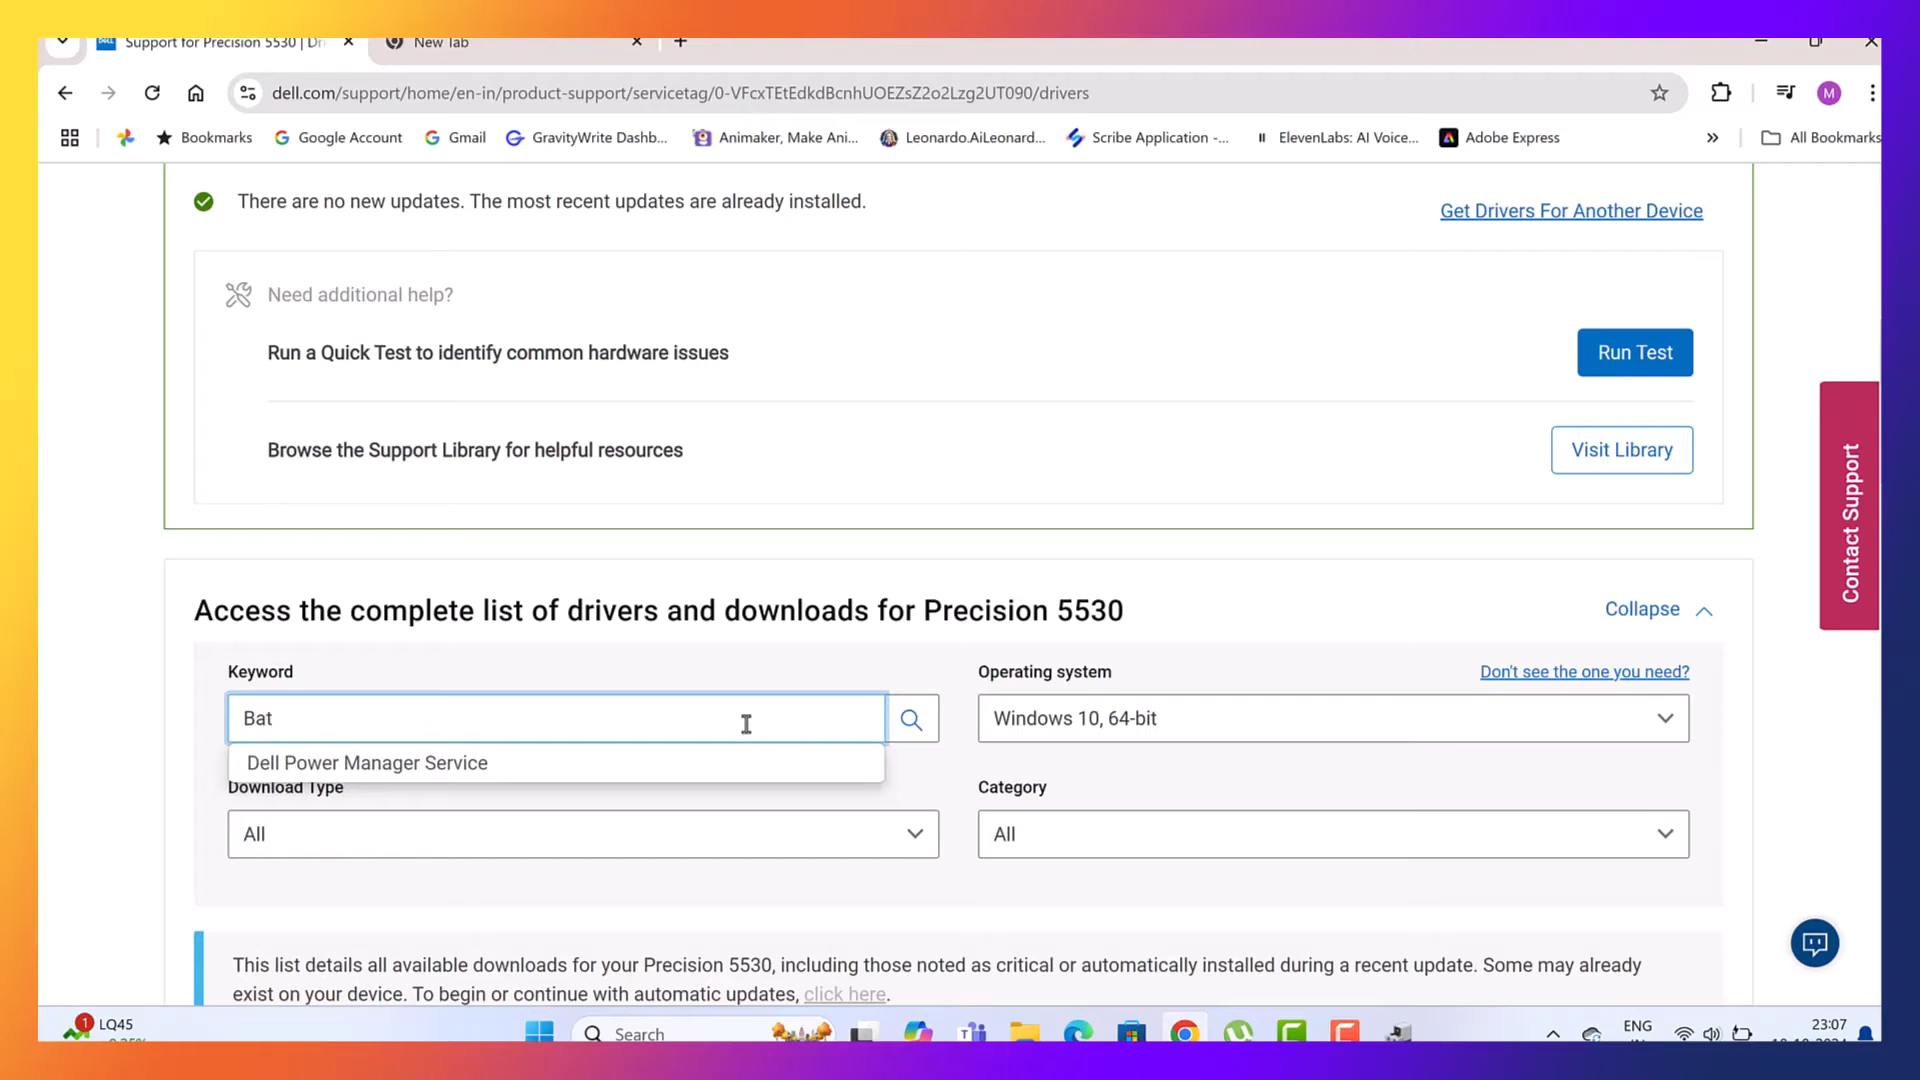 Support for Precision 5530 | Dr
New Tab
dell.com/support/home/en-in/product-support/servicetag/0-VFcxTEtEdkdBcnhUOEZsZ2o2Lzg2UT090/drivers
M
Bookmarks
Google Account
Gmail
GravityWrite Dashb...
Animaker, Make Ani...
Leonardo.AiLeonard...
Scribe Application -...
ElevenLabs: AI Voice...
Adobe Express
All Bookmarks
There are no new updates. The most recent updates are already installed.
Get Drivers For Another Device
Need additional help?
Run a Quick Test to identify common hardware issues
Run Test
Browse the Support Library for helpful resources
Visit Library
Contact Support
Access the complete list of drivers and downloads for Precision 5530
Collapse
Keyword
Operating system
Don't see the one you need?
Bat
Windows 10, 64-bit
Dell Power Manager Service
Download Type
Category
All
All
This list details all available downloads for your Precision 5530, including those noted as critical or automatically installed during a recent update. Some may already
exist on your device. To begin or continue with automatic updates, click here.
1
LQ45
Search
ENG
23:07